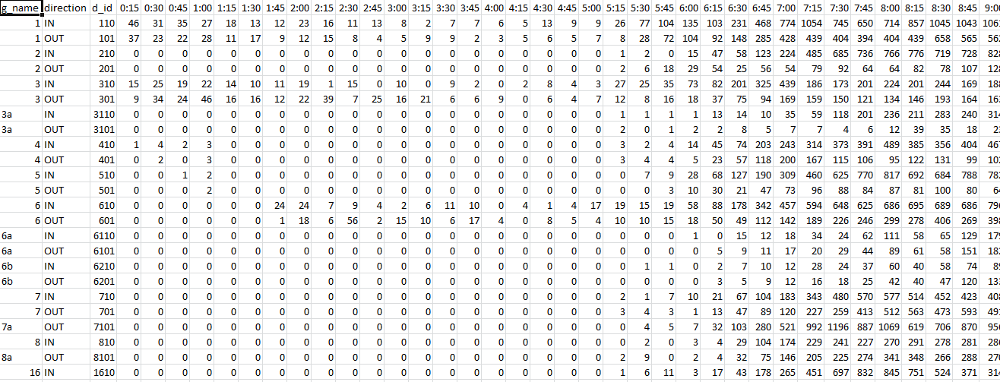 g_name direction d_id 0:15 0:30 0:45 1:00 1:15 1:30 1:45 2:00 2:15 2:30 2:45 3:00 3:15 3:30 3:45 4:00 4:15 4:30 4:45 5:00 5:15 5:30 5:45 6:00 6:15 6:30 6:45 7:00 7:15 7:30 7:45 8:00 8:15 8:30 8:45
1 IN 110 46 31 35 27 18 13 12 23 16 11 13 8 2 7 7 6 5 13 9 9 26 77 104 135 103 231 468 774 1054 745 650 714 857 1045 1043
1 OUT 101 37 23 22 28 11 17 9 12 15 8 4 5 9 9 2 3 5 6 5 7 8 28 72 104 92 148 285 428 439 404 394 404 439 658 565
2 IN 210 0 0 0 0 0 0 0 0 0 0 0 0 0 0 0 0 0 0 0 0 1 2 0 15 47 58 123 224 485 685 736 766 776 719 728
2 OUT 201 0 0 0 0 0 0 0 0 0 0 0 0 0 0 0 0 0 0 0 0 2 6 18 29 54 25 56 54 79 92 64 64 82 78 107
3 IN 310 15 25 19 22 14 10 11 19 1 15 0 10 0 9 2 0 2 8 4 3 27 25 35 73 82 201 325 439 186 173 201 224 201 244 169
3 OUT 301 9 34 24 46 16 16 12 22 39 7 25 16 21 6 6 9 0 6 4 7 12 8 16 18 37 75 94 169 159 150 121 134 146 193 164
3a IN 3110 0 0 0 0 0 0 0 0 0 0 0 0 0 0 0 0 0 0 0 0 1 1 1 1 13 14 10 35 59 118 201 236 211 283 240
3a OUT 3101 0 0 0 0 0 0 0 0 0 0 0 0 0 0 0 0 0 0 0 0 2 0 1 2 2 8 5 7 7 4 6 12 39 35 18
4 IN 410 1 4 2 3 0 0 0 0 0 0 0 0 0 0 0 0 0 0 0 0 3 2 4 14 45 74 203 243 314 373 391 489 385 356 404
4 OUT 401 0 2 0 3 0 0 0 0 0 0 0 0 0 0 0 0 0 0 0 0 3 4 4 5 23 57 118 200 167 115 106 95 122 131 99
5 IN 510 0 0 1 2 0 0 0 0 0 0 0 0 0 0 0 0 0 0 0 0 0 7 9 28 68 127 190 309 460 625 770 817 692 684 788
5 OUT 501 0 0 0 2 0 0 0 0 0 0 0 0 0 0 0 0 0 0 0 0 0 0 3 10 30 21 47 73 96 88 84 87 81 100 80
6 IN 610 0 0 0 0 0 0 24 24 7 9 4 2 6 11 10 0 4 1 4 17 19 15 19 58 88 178 342 457 594 648 625 686 695 689 686
6 OUT 601 0 0 0 0 0 0 1 18 6 56 2 15 10 6 17 4 0 8 5 4 10 10 15 18 50 49 112 142 189 226 246 299 278 406 269
6a IN 6110 0 0 0 0 0 0 0 0 0 0 0 0 0 0 0 0 0 0 0 0 0 0 0 1 0 15 12 18 34 24 62 111 58 65 129
6a OUT 6101 0 0 0 0 0 0 0 0 0 0 0 0 0 0 0 0 0 0 0 0 0 0 0 0 5 9 11 17 20 29 44 89 61 58 151
6b IN 6210 0 0 0 0 0 0 0 0 0 0 0 0 0 0 0 0 0 0 0 0 0 1 1 0 2 7 10 12 28 24 37 60 40 58 74
6b OUT 6201 0 0 0 0 0 0 0 0 0 0 0 0 0 0 0 0 0 0 0 0 0 0 0 0 3 5 9 12 16 18 25 42 40 47 120
7 IN 710 0 0 0 0 0 0 0 0 0 0 0 0 0 0 0 0 0 0 0 0 2 1 7 10 21 67 104 183 343 480 570 577 514 452 423
7 OUT 701 0 0 0 0 0 0 0 0 0 0 0 0 0 0 0 0 0 0 0 0 3 4 3 1 13 47 89 120 227 259 413 512 563 473 593
7a OUT 7101 0 0 0 0 0 0 0 0 0 0 0 0 0 0 0 0 0 0 0 0 0 4 5 7 32 103 280 521 992 1196 887 1069 619 706 870
8 IN 810 0 0 0 0 0 0 0 0 0 0 0 0 0 0 0 0 0 0 0 0 0 2 0 3 4 29 104 174 229 241 227 270 291 278 281
8a OUT 8101 0 0 0 0 0 0 0 0 0 0 0 0 0 0 0 0 0 0 0 0 2 9 0 2 4 32 75 146 205 225 274 341 348 266 288
16 IN 1610 0 0 0 0 0 0 0 0 0 0 0 0 0 0 0 0 0 0 0 0 1 6 11 3 17 43 178 265 451 697 832 845 751 524 371